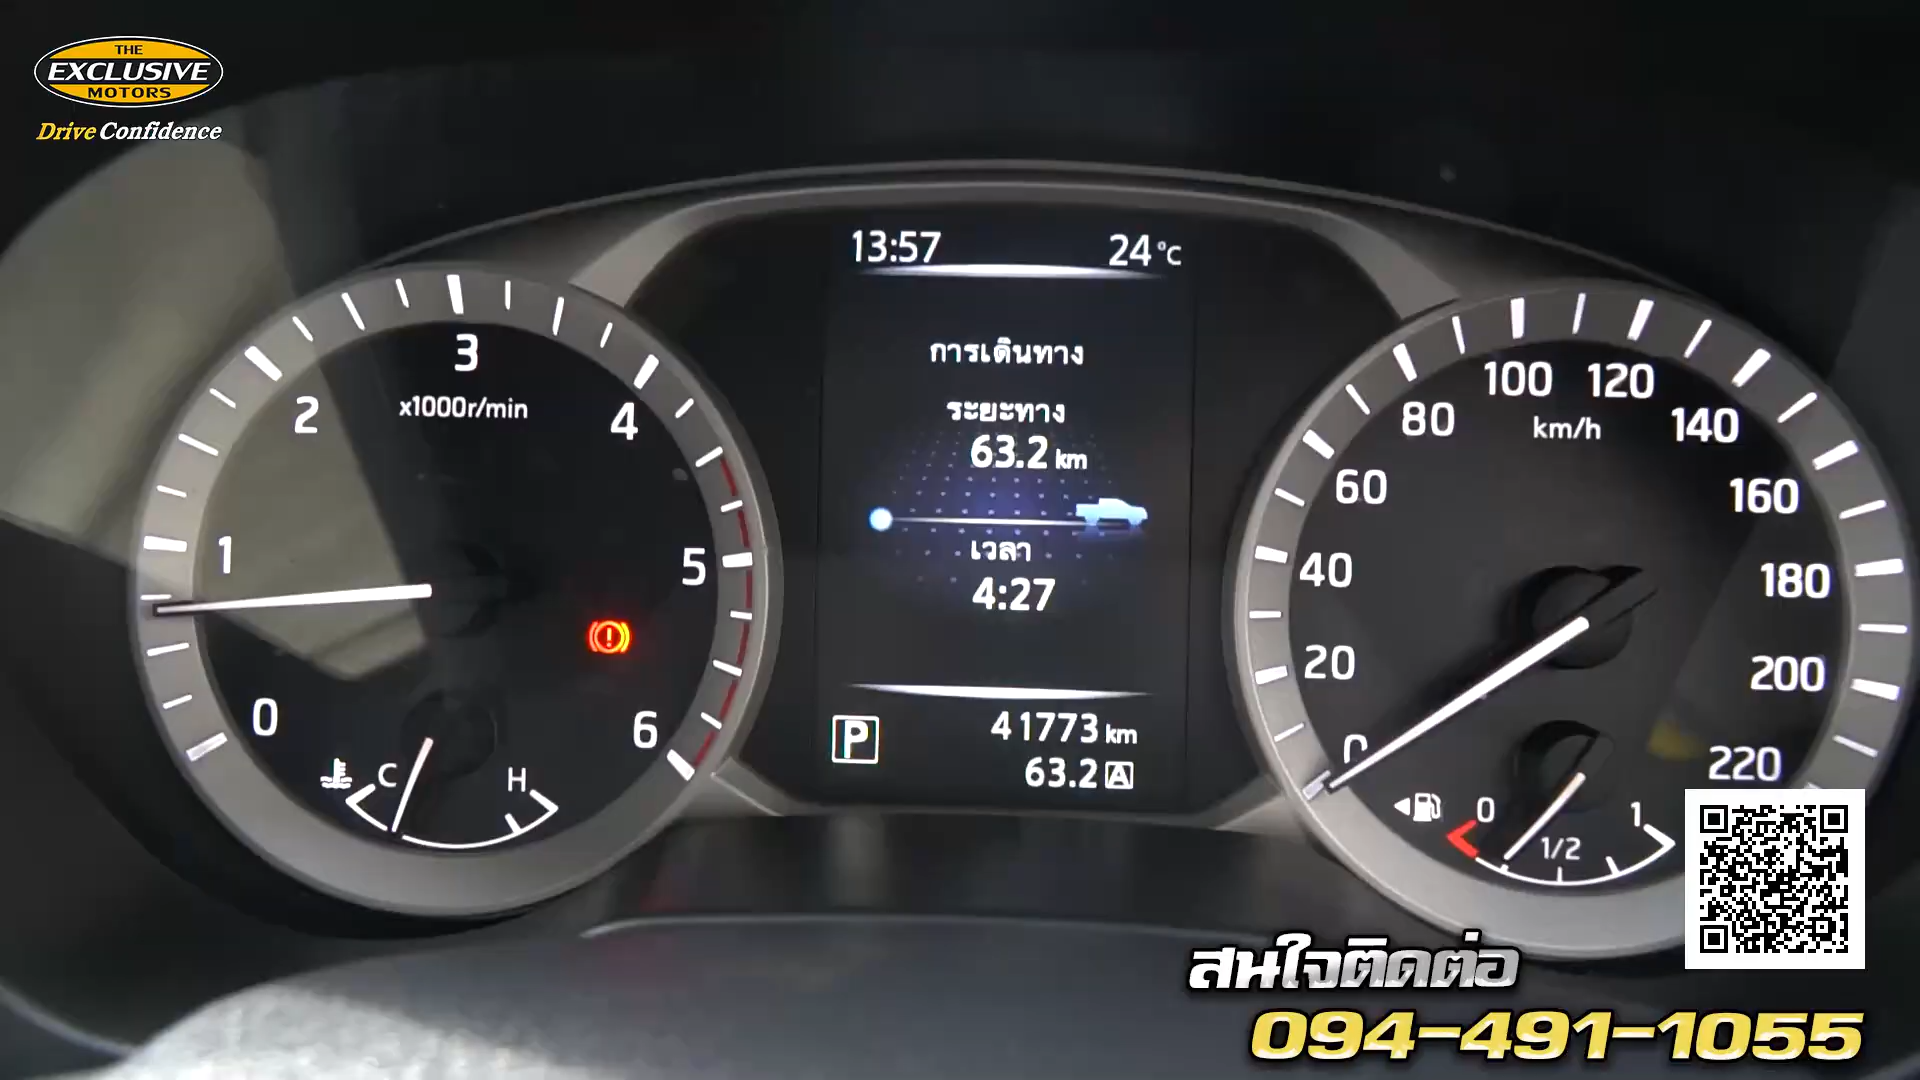 THE
EXCLUSIVE
MOTORS
Drive Confidence
13:57 24°C
การเดินทาง
ระยะทาง
63.2 km
เวลา
4:27
P 41773 km
63.2 A
0 1 2 3 4 5 6
x1000r/min
C H
0 20 40 60 80 100 120 140 160 180 200 220
km/h
0 1/2 1
สนใจติดต่อ
094-491-1055